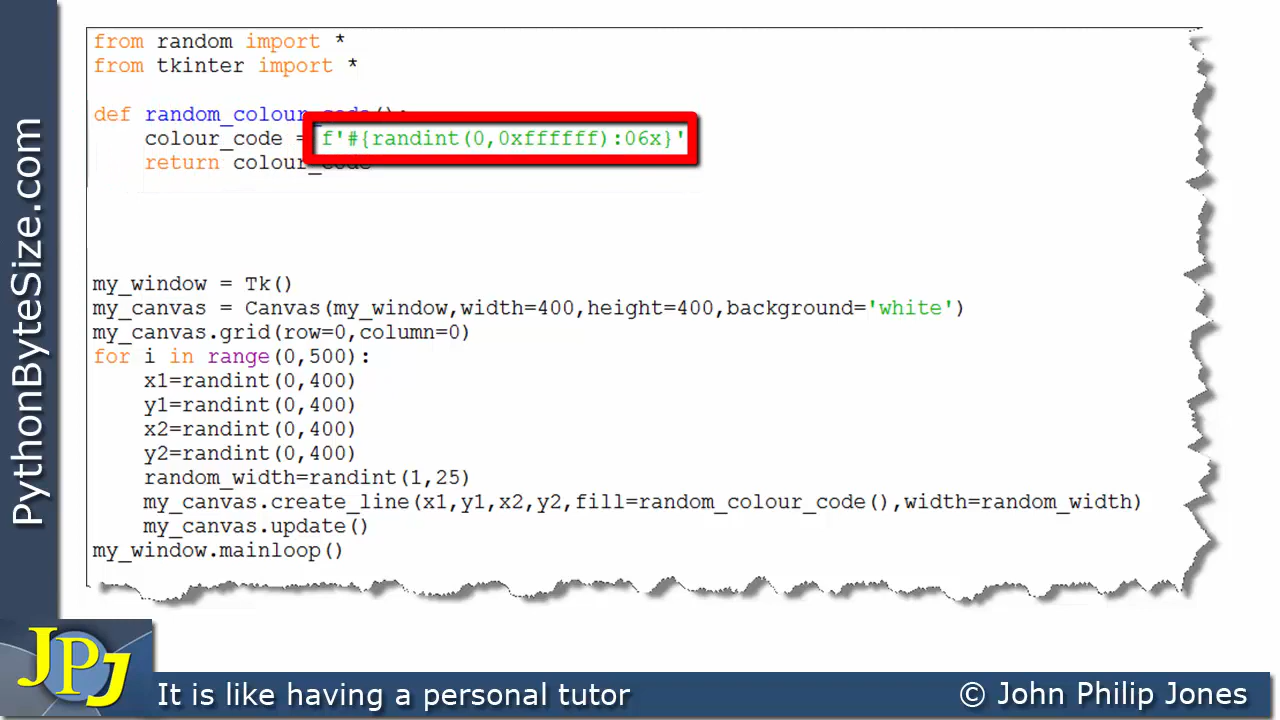 from random import *
from tkinter import *
def random_colour_code():
colour_code = f'#{randint(0,0xffffff):06x}'
return colour_code
my_window = Tk()
my_canvas = Canvas(my_window,width=400,height=400,background='white')
my_canvas.grid(row=0,column=0)
for i in range(0,500):
x1=randint(0,400)
y1=randint(0,400)
x2=randint(0,400)
y2=randint(0,400)
random_width=randint(1,25)
my_canvas.create_line(x1,y1,x2,y2,fill=random_colour_code(),width=random_width)
my_canvas.update()
my_window.mainloop()
PythonByteSize.com
JPJ
It is like having a personal tutor
© John Philip Jones